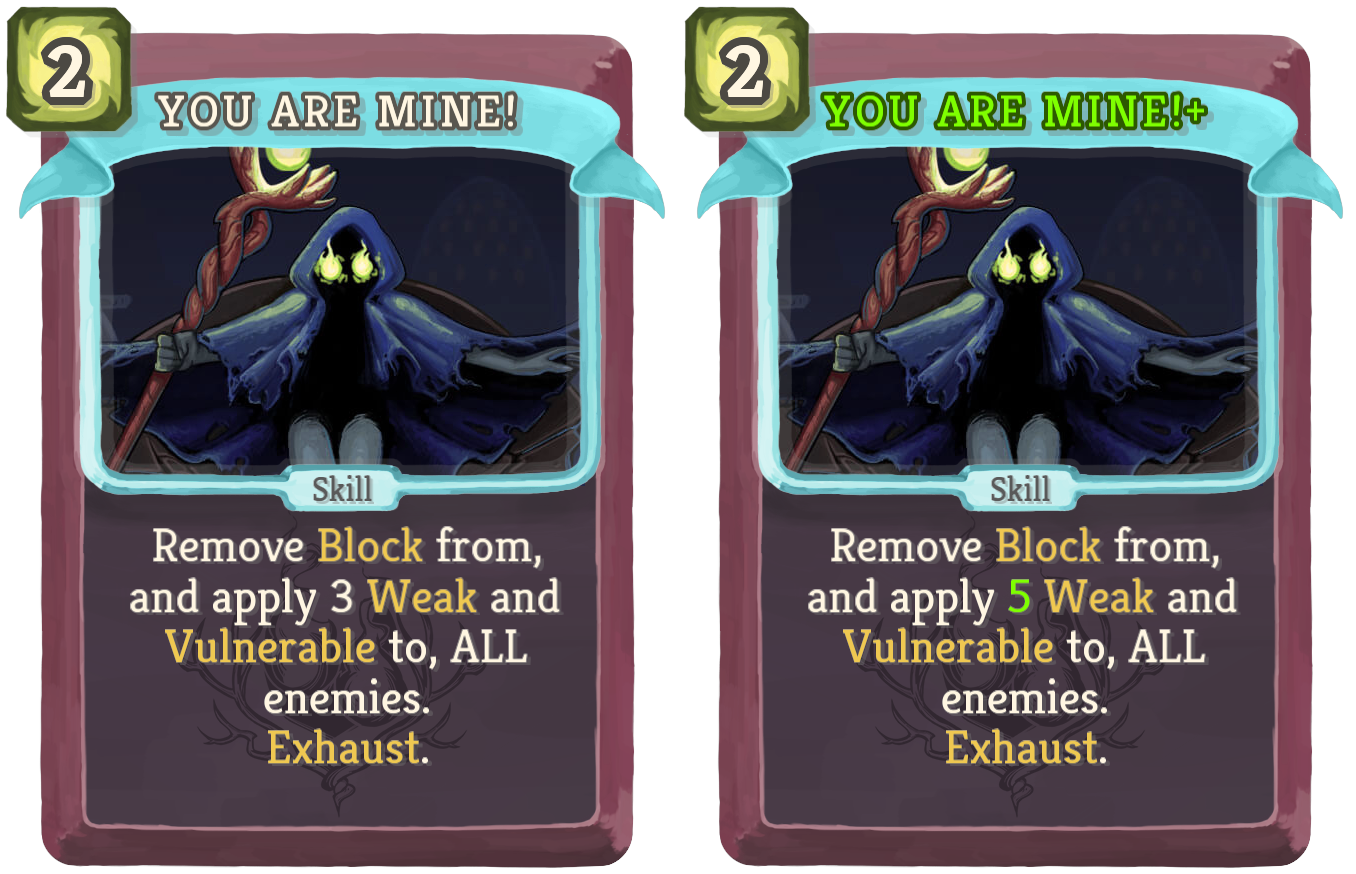 2
YOU ARE MINE!
Skill
Remove Block from,
and apply 3 Weak and
Vulnerable to, ALL
enemies.
Exhaust.
2
YOU ARE MINE!+
Skill
Remove Block from,
and apply 5 Weak and
Vulnerable to, ALL
enemies.
Exhaust.